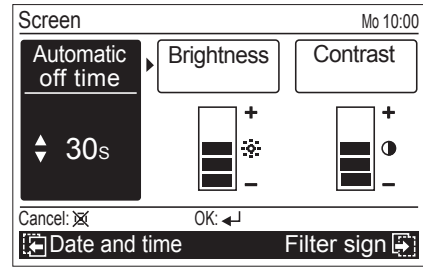 Screen Mo 10:00
Automatic off time
Brightness
Contrast
30s
+ +
- -
Cancel: OK:
Date and time Filter sign